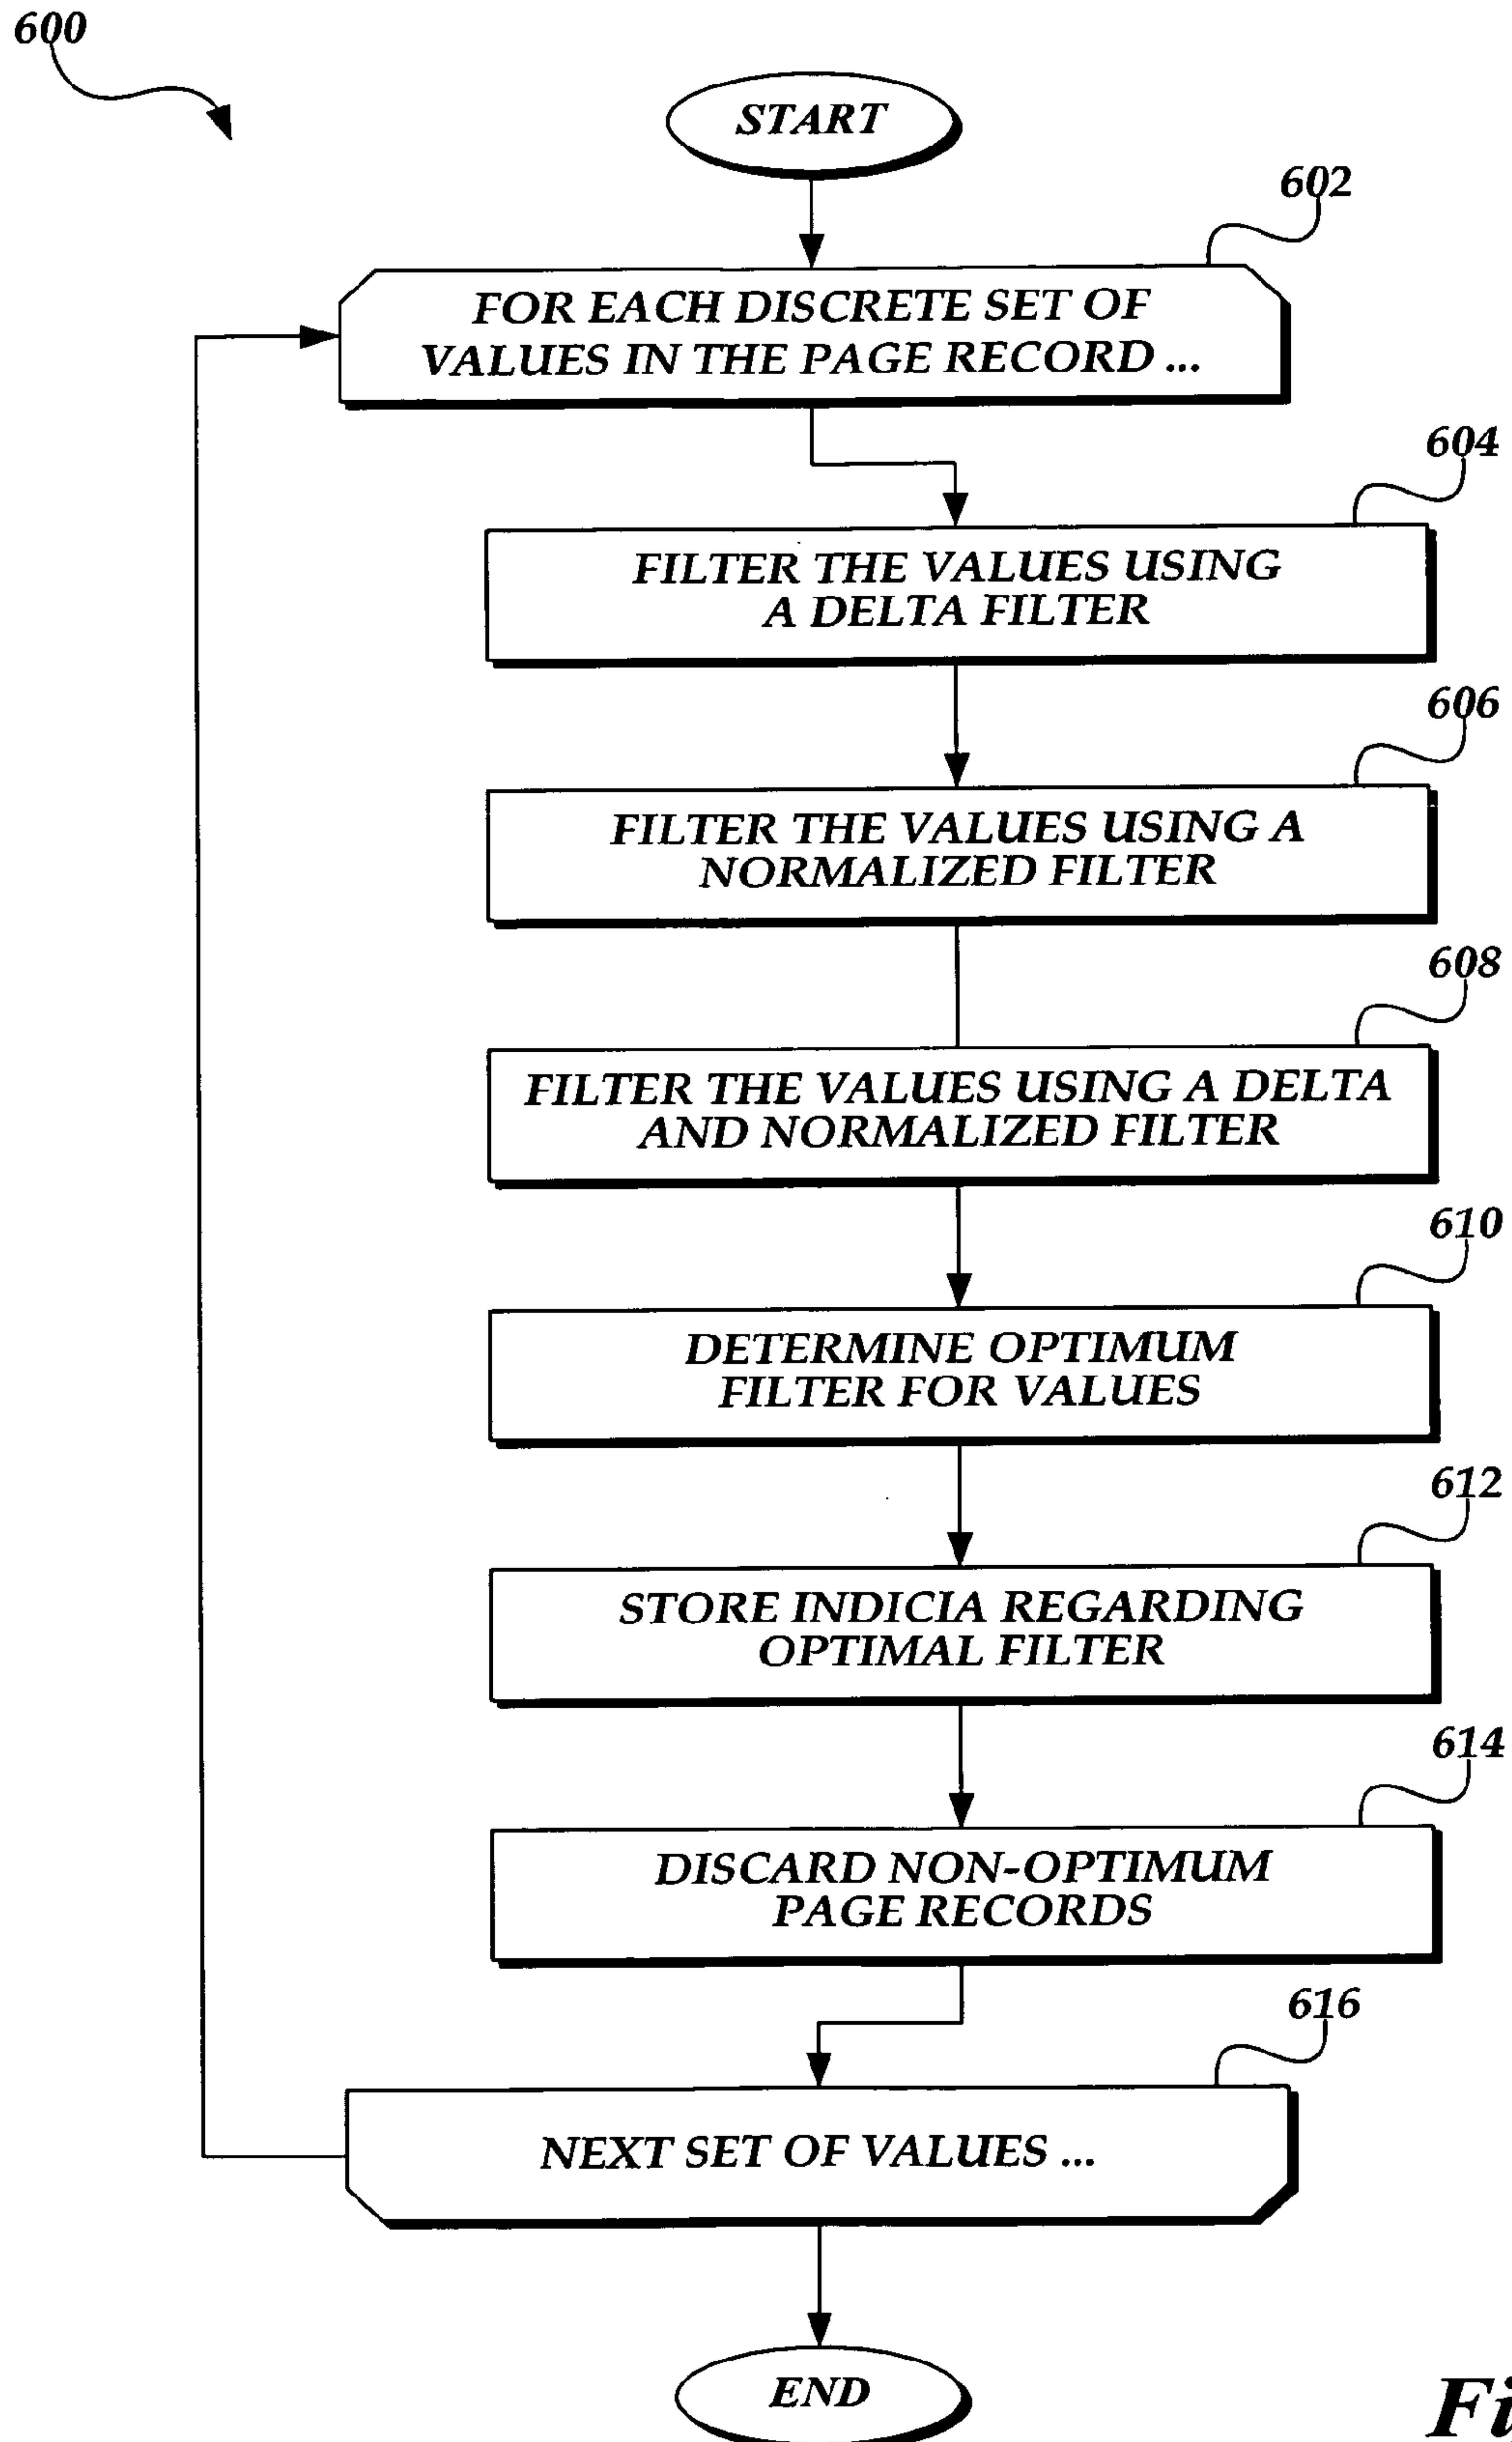 600
START
602
FOR EACH DISCRETE SET OF
VALUES IN THE PAGE RECORD ...
604
FILTER THE VALUES USING
A DELTA FILTER
606
FILTER THE VALUES USING A
NORMALIZED FILTER
608
FILTER THE VALUES USING A DELTA
AND NORMALIZED FILTER
610
DETERMINE OPTIMUM
FILTER FOR VALUES
612
STORE INDICIA REGARDING
OPTIMAL FILTER
614
DISCARD NON-OPTIMUM
PAGE RECORDS
616
NEXT SET OF VALUES ...
END